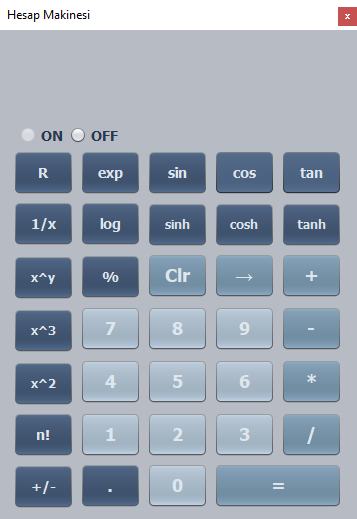 Hesap Makinesi x
ON OFF
R exp sin cos tan
1/x log sinh cosh tanh
x^y % Clr → +
x^3 7 8 9 -
x^2 4 5 6 *
n! 1 2 3 /
+/- . 0 =